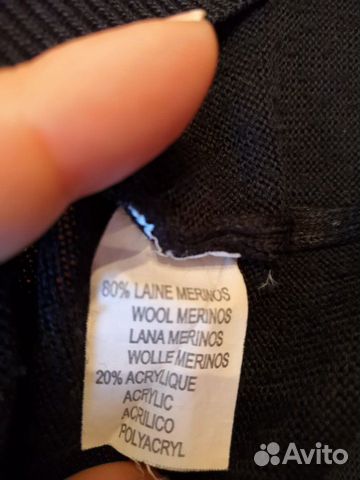 80% LAINE MERINOS
WOOL MERINOS
LANA MERINOS
WOLLE MERINOS
20% ACRYLIQUE
ACRYLIC
ACRILICO
POLYACRYL
Avito